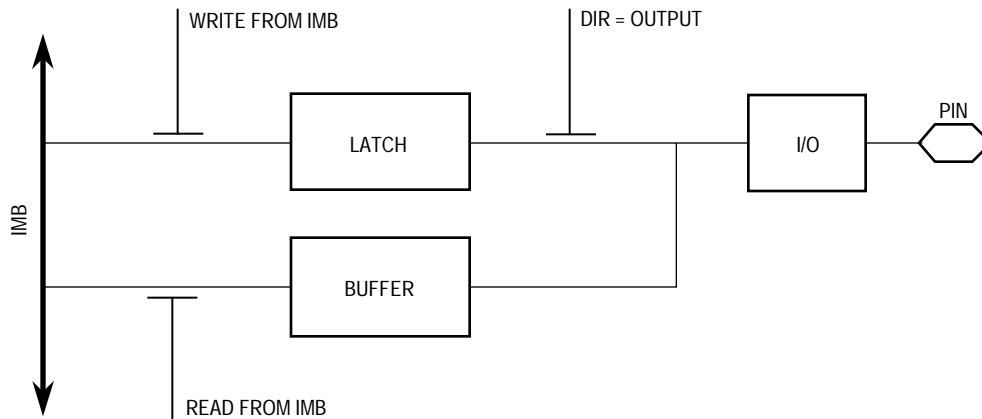 WRITE FROM IMB
DIR = OUTPUT
PIN
LATCH
I/O
IMB
BUFFER
READ FROM IMB